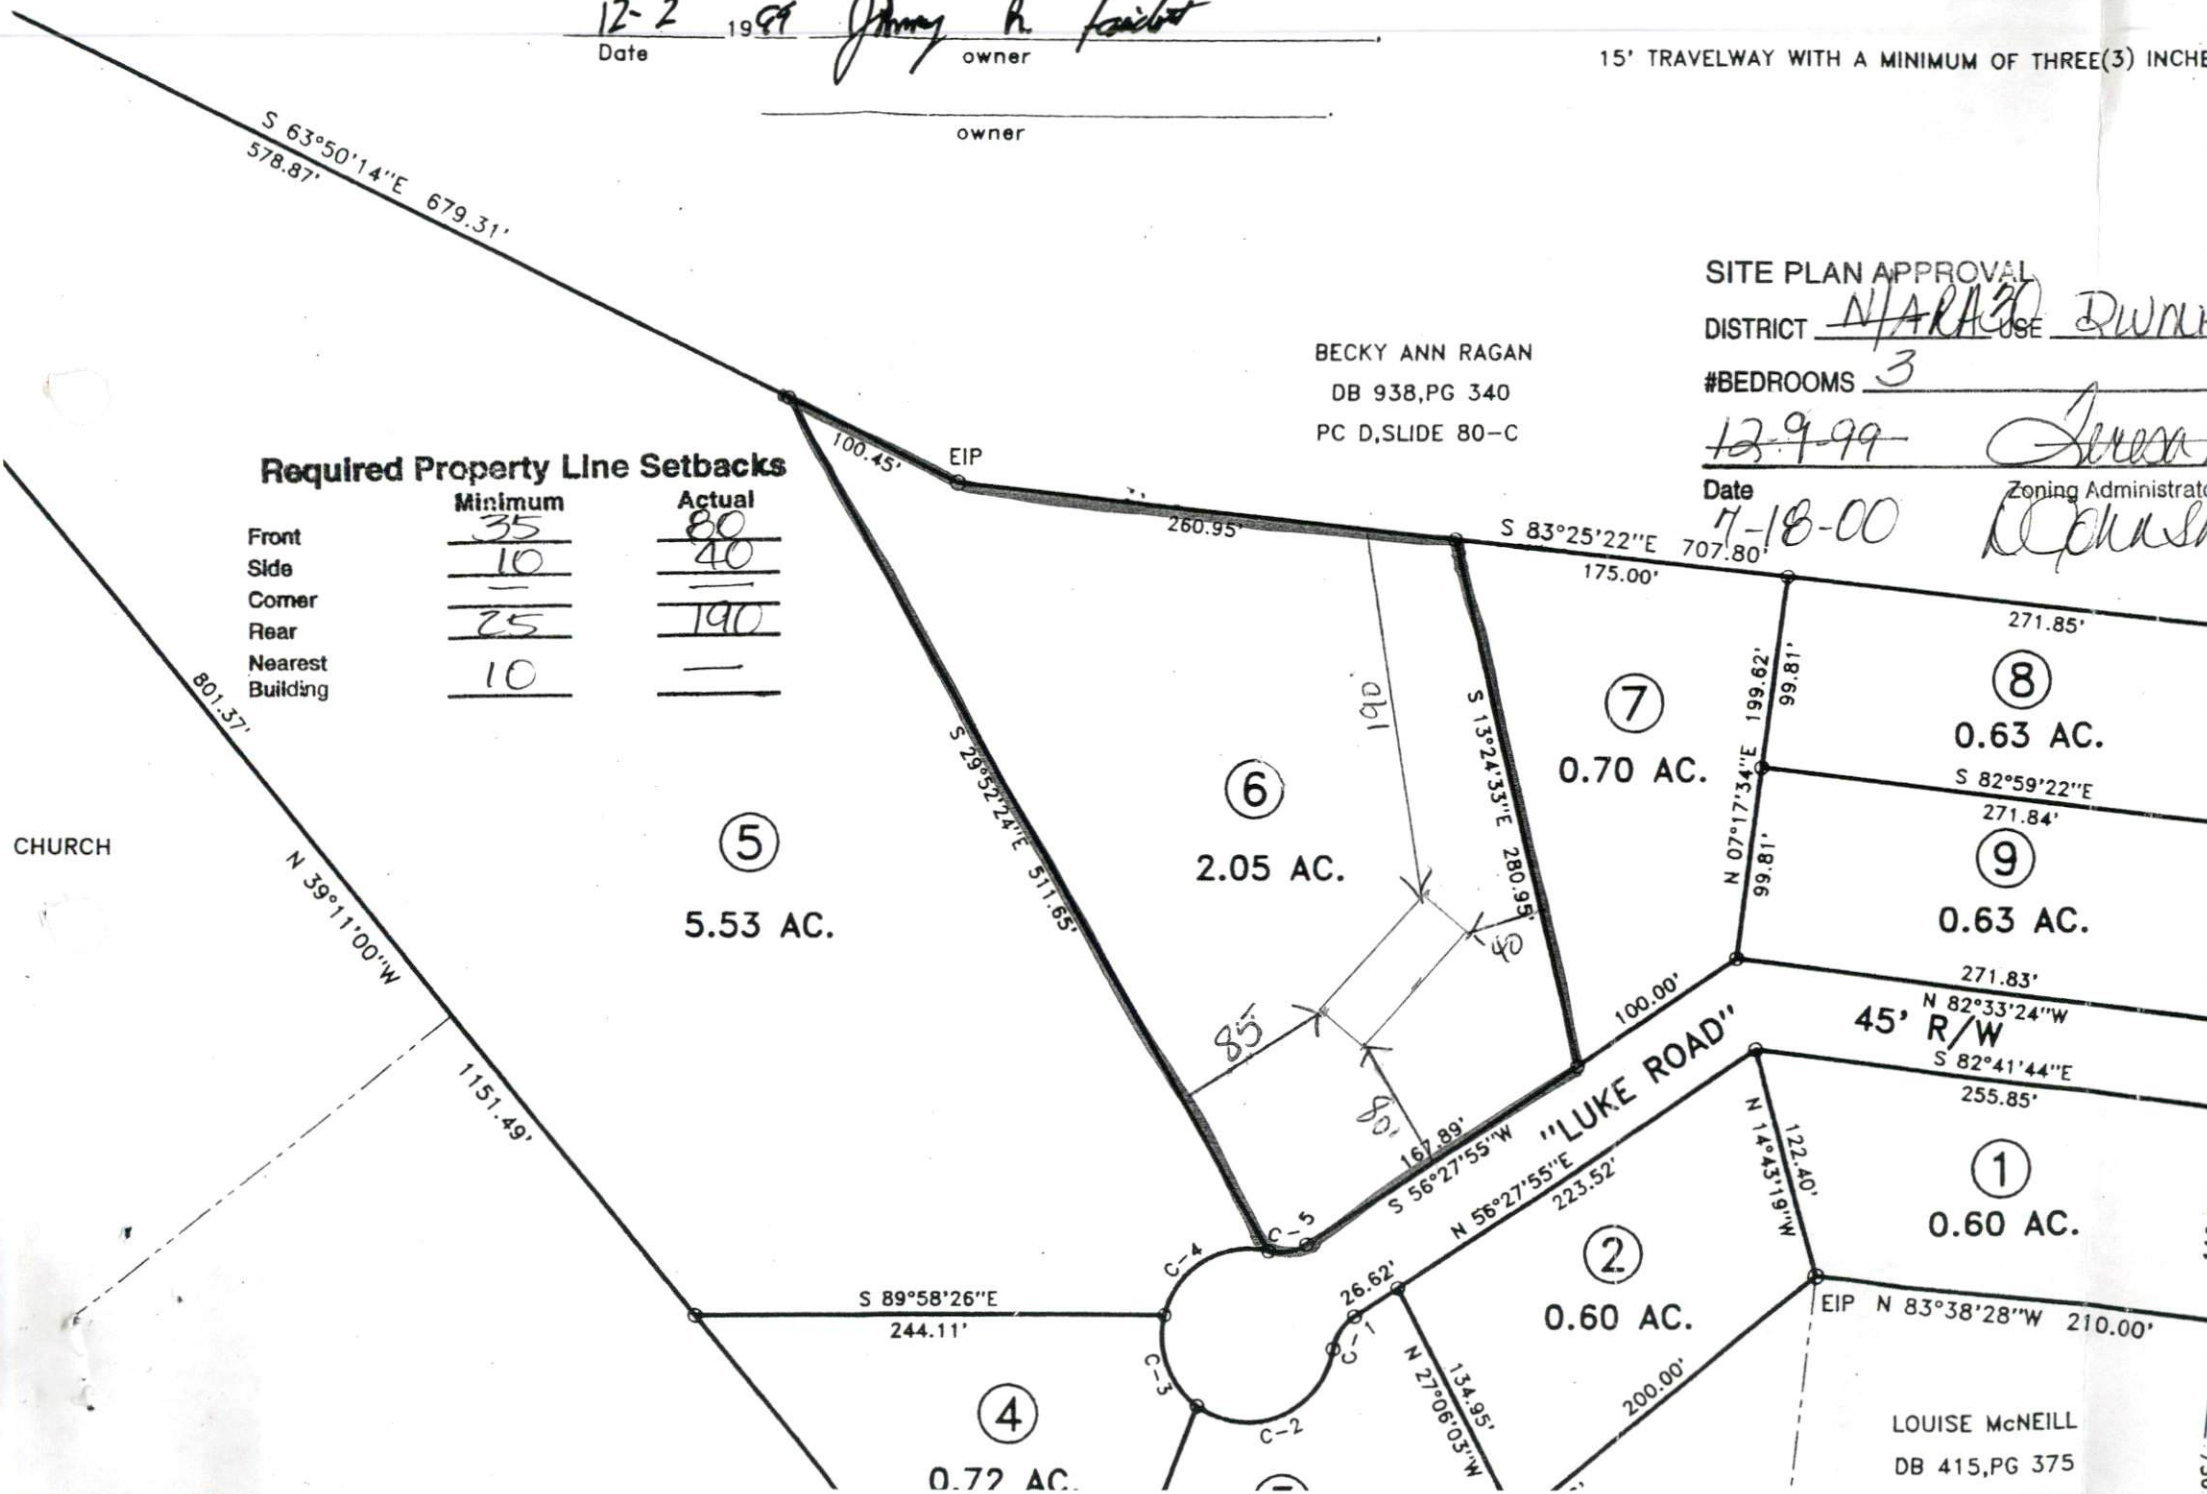 12-2 1999
Date owner
owner
15' TRAVELWAY WITH A MINIMUM OF THREE(3) INCHE
S 63°50'14"E 679.31'
578.87'
SITE PLAN APPROVAL
DISTRICT N/A RA30 USE DWMH
#BEDROOMS 3
12-9-99 Teresa
Date Zoning Administrato
7-18-00
BECKY ANN RAGAN
DB 938,PG 340
PC D,SLIDE 80-C
100.45'
EIP
260.95'
S 83°25'22"E 707.80'
175.00'
271.85'
Required Property Line Setbacks
Minimum Actual
Front 35 80
Side 10 40
Corner — —
Rear 25 190
Nearest
Building 10 —
801.37'
N 39°11'00"W
1151.49'
CHURCH
5
5.53 AC.
S 29°52'24"E 511.65'
6
2.05 AC.
190'
S 13°24'33"E 280.95'
40
85'
80'
7
0.70 AC.
N 07°17'34"E 199.62'
99.81'
99.81'
8
0.63 AC.
S 82°59'22"E
271.84'
9
0.63 AC.
271.83'
N 82°33'24"W
45' R/W
S 82°41'44"E
255.85'
100.00'
"LUKE ROAD"
167.89'
S 56°27'55"W
N 56°27'55"E
223.52'
N 14°43'19"W
122.40'
1
0.60 AC.
2
0.60 AC.
C-5
C-4
C-3
C-2
C-1
26.62'
S 89°58'26"E
244.11'
4
0.72 AC.
N 27°06'03"W
134.95'
200.00'
EIP N 83°38'28"W 210.00'
LOUISE McNEILL
DB 415,PG 375